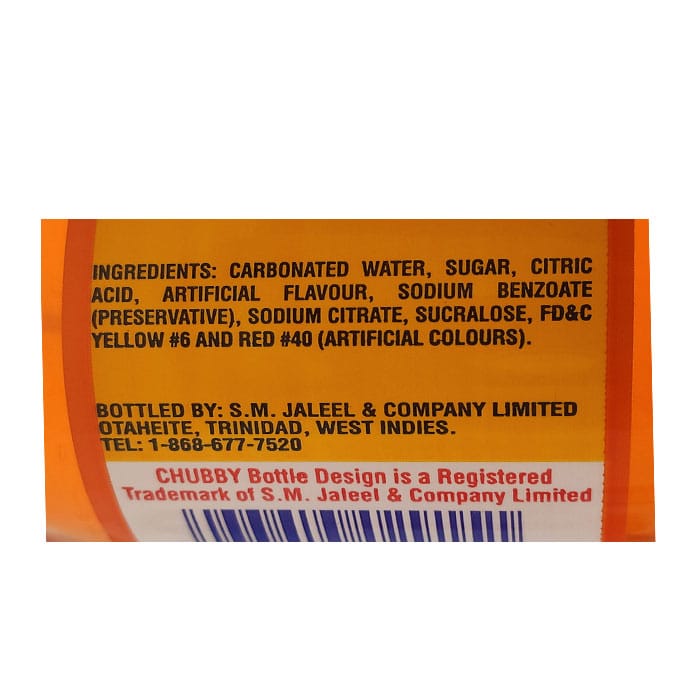 INGREDIENTS: CARBONATED WATER, SUGAR, CITRIC
ACID, ARTIFICIAL FLAVOUR, SODIUM BENZOATE
(PRESERVATIVE), SODIUM CITRATE, SUCRALOSE, FD&C
YELLOW #6 AND RED #40 (ARTIFICIAL COLOURS).
BOTTLED BY: S.M. JALEEL & COMPANY LIMITED
OTAHEITE, TRINIDAD, WEST INDIES.
TEL: 1-868-677-7520
CHUBBY Bottle Design is a Registered
Trademark of S.M. Jaleel & Company Limited